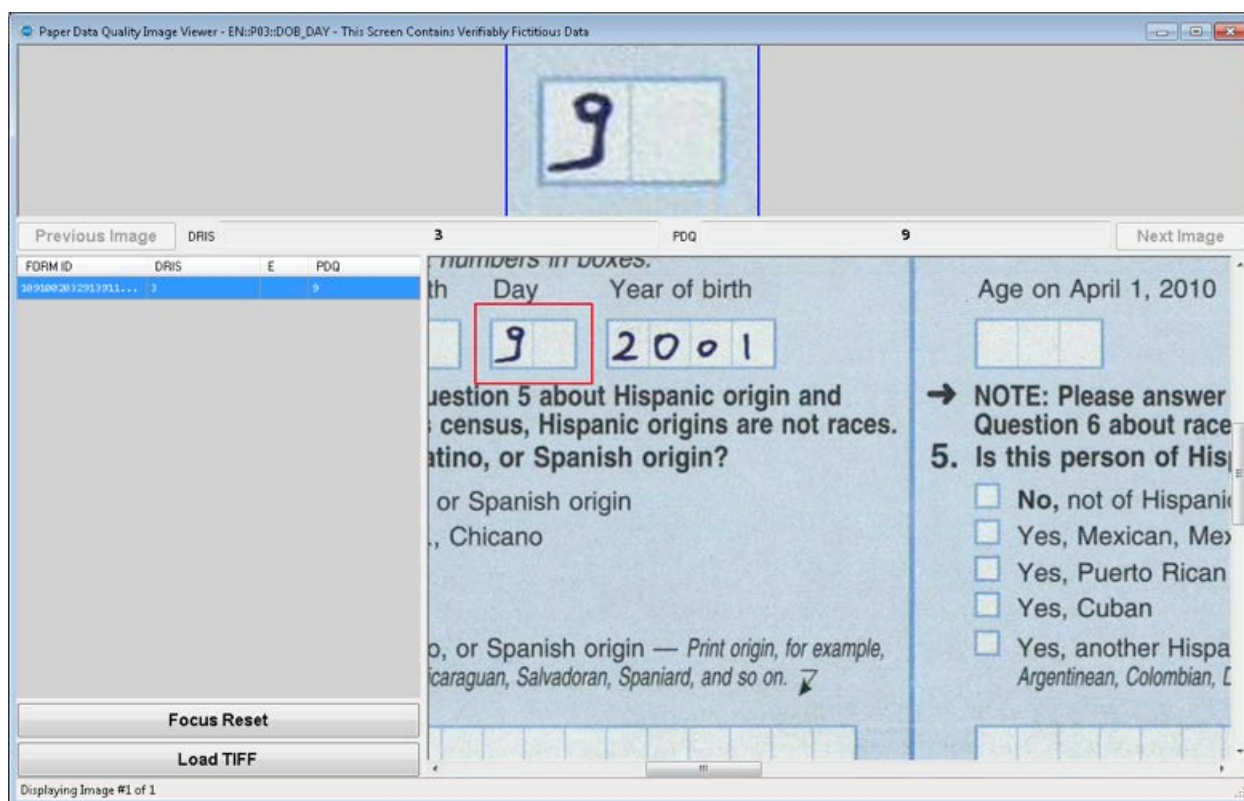 Paper Data Quality Image Viewer - EN::P03::DOB_DAY - This Screen Contains Verifiably Fictitious Data
9
Previous Image DRIS 3 PDQ 9 Next Image
FORM ID DRIS E PDQ
3 9
numbers in boxes.
th Day Year of birth Age on April 1, 2010
9 2001
uestion 5 about Hispanic origin and
census, Hispanic origins are not races.
atino, or Spanish origin?
or Spanish origin
., Chicano
o, or Spanish origin — Print origin, for example,
icaraguan, Salvadoran, Spaniard, and so on.
→ NOTE: Please answer
Question 6 about race
5. Is this person of His
No, not of Hispani
Yes, Mexican, Mex
Yes, Puerto Rican
Yes, Cuban
Yes, another Hispa
Argentinean, Colombian, D
Focus Reset
Load TIFF
Displaying Image #1 of 1